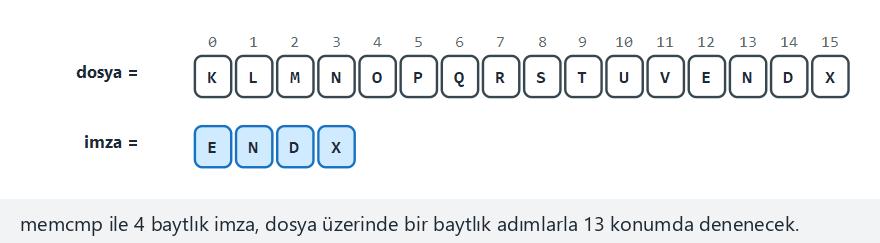 0 1 2 3 4 5 6 7 8 9 10 11 12 13 14 15
dosya = K L M N O P Q R S T U V E N D X
imza = E N D X
memcmp ile 4 baytlık imza, dosya üzerinde bir baytlık adımlarla 13 konumda denenecek.